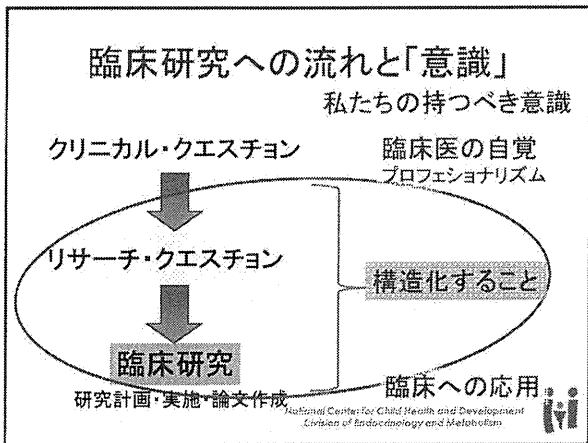 臨床研究への流れと「意識」
私たちの持つべき意識
クリニカル・クエスチョン
臨床医の自覚
プロフェショナリズム
リサーチ・クエスチョン
構造化すること
臨床研究
研究計画・実施・論文作成
臨床への応用
National Center for Child Health and Development
Division of Endocrinology and Metabolism